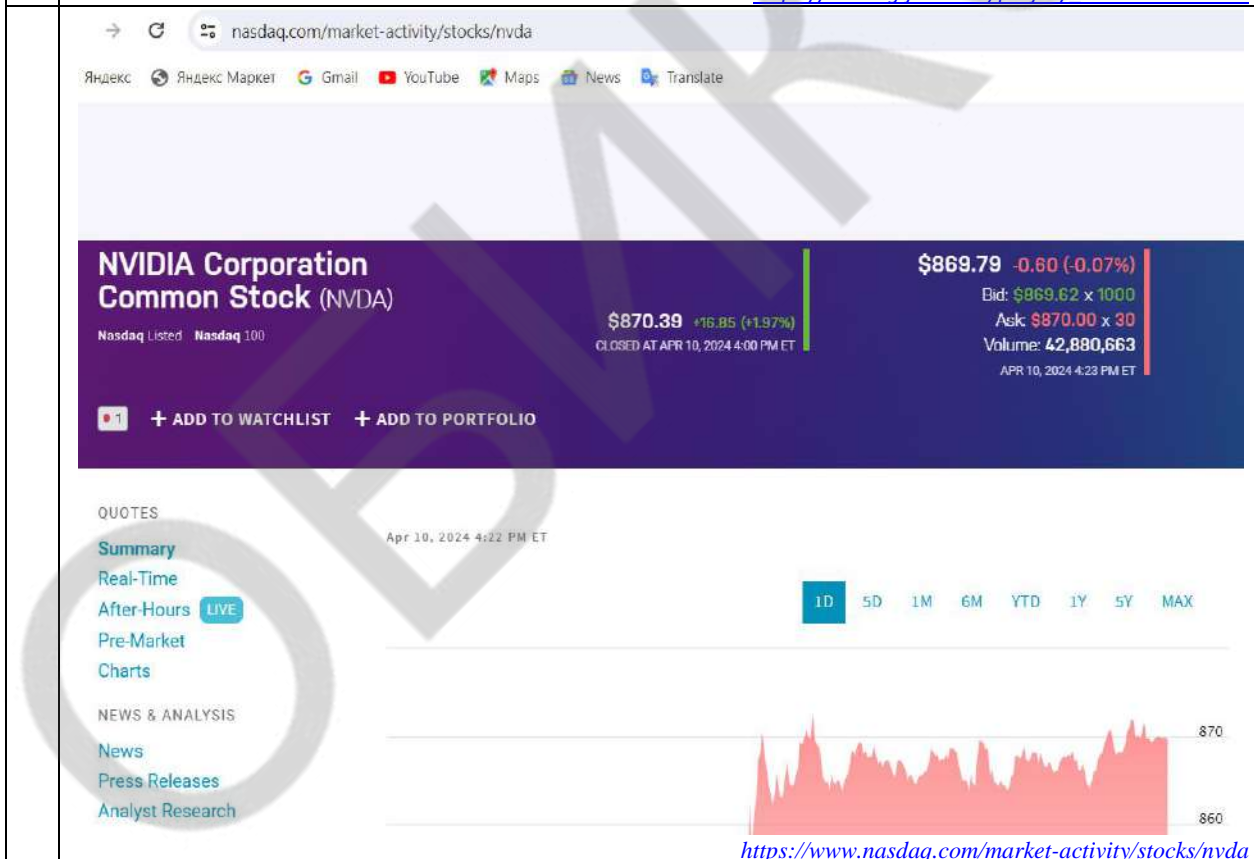 nasdaq.com/market-activity/stocks/nvda
Яндекс Яндекс Маркет Gmail YouTube Maps News Translate
NVIDIA Corporation
Common Stock (NVDA)
Nasdaq Listed Nasdaq 100
$870.39 +16.85 (+1.97%)
CLOSED AT APR 10, 2024 4:00 PM ET
$869.79 -0.60 (-0.07%)
Bid: $869.62 x 1000
Ask: $870.00 x 30
Volume: 42,880,663
APR 10, 2024 4:23 PM ET
1 + ADD TO WATCHLIST + ADD TO PORTFOLIO
QUOTES
Summary
Real-Time
After-Hours LIVE
Pre-Market
Charts
NEWS & ANALYSIS
News
Press Releases
Analyst Research
Apr 10, 2024 4:22 PM ET
1D 5D 1M 6M YTD 1Y 5Y MAX
870
860
https://www.nasdaq.com/market-activity/stocks/nvda